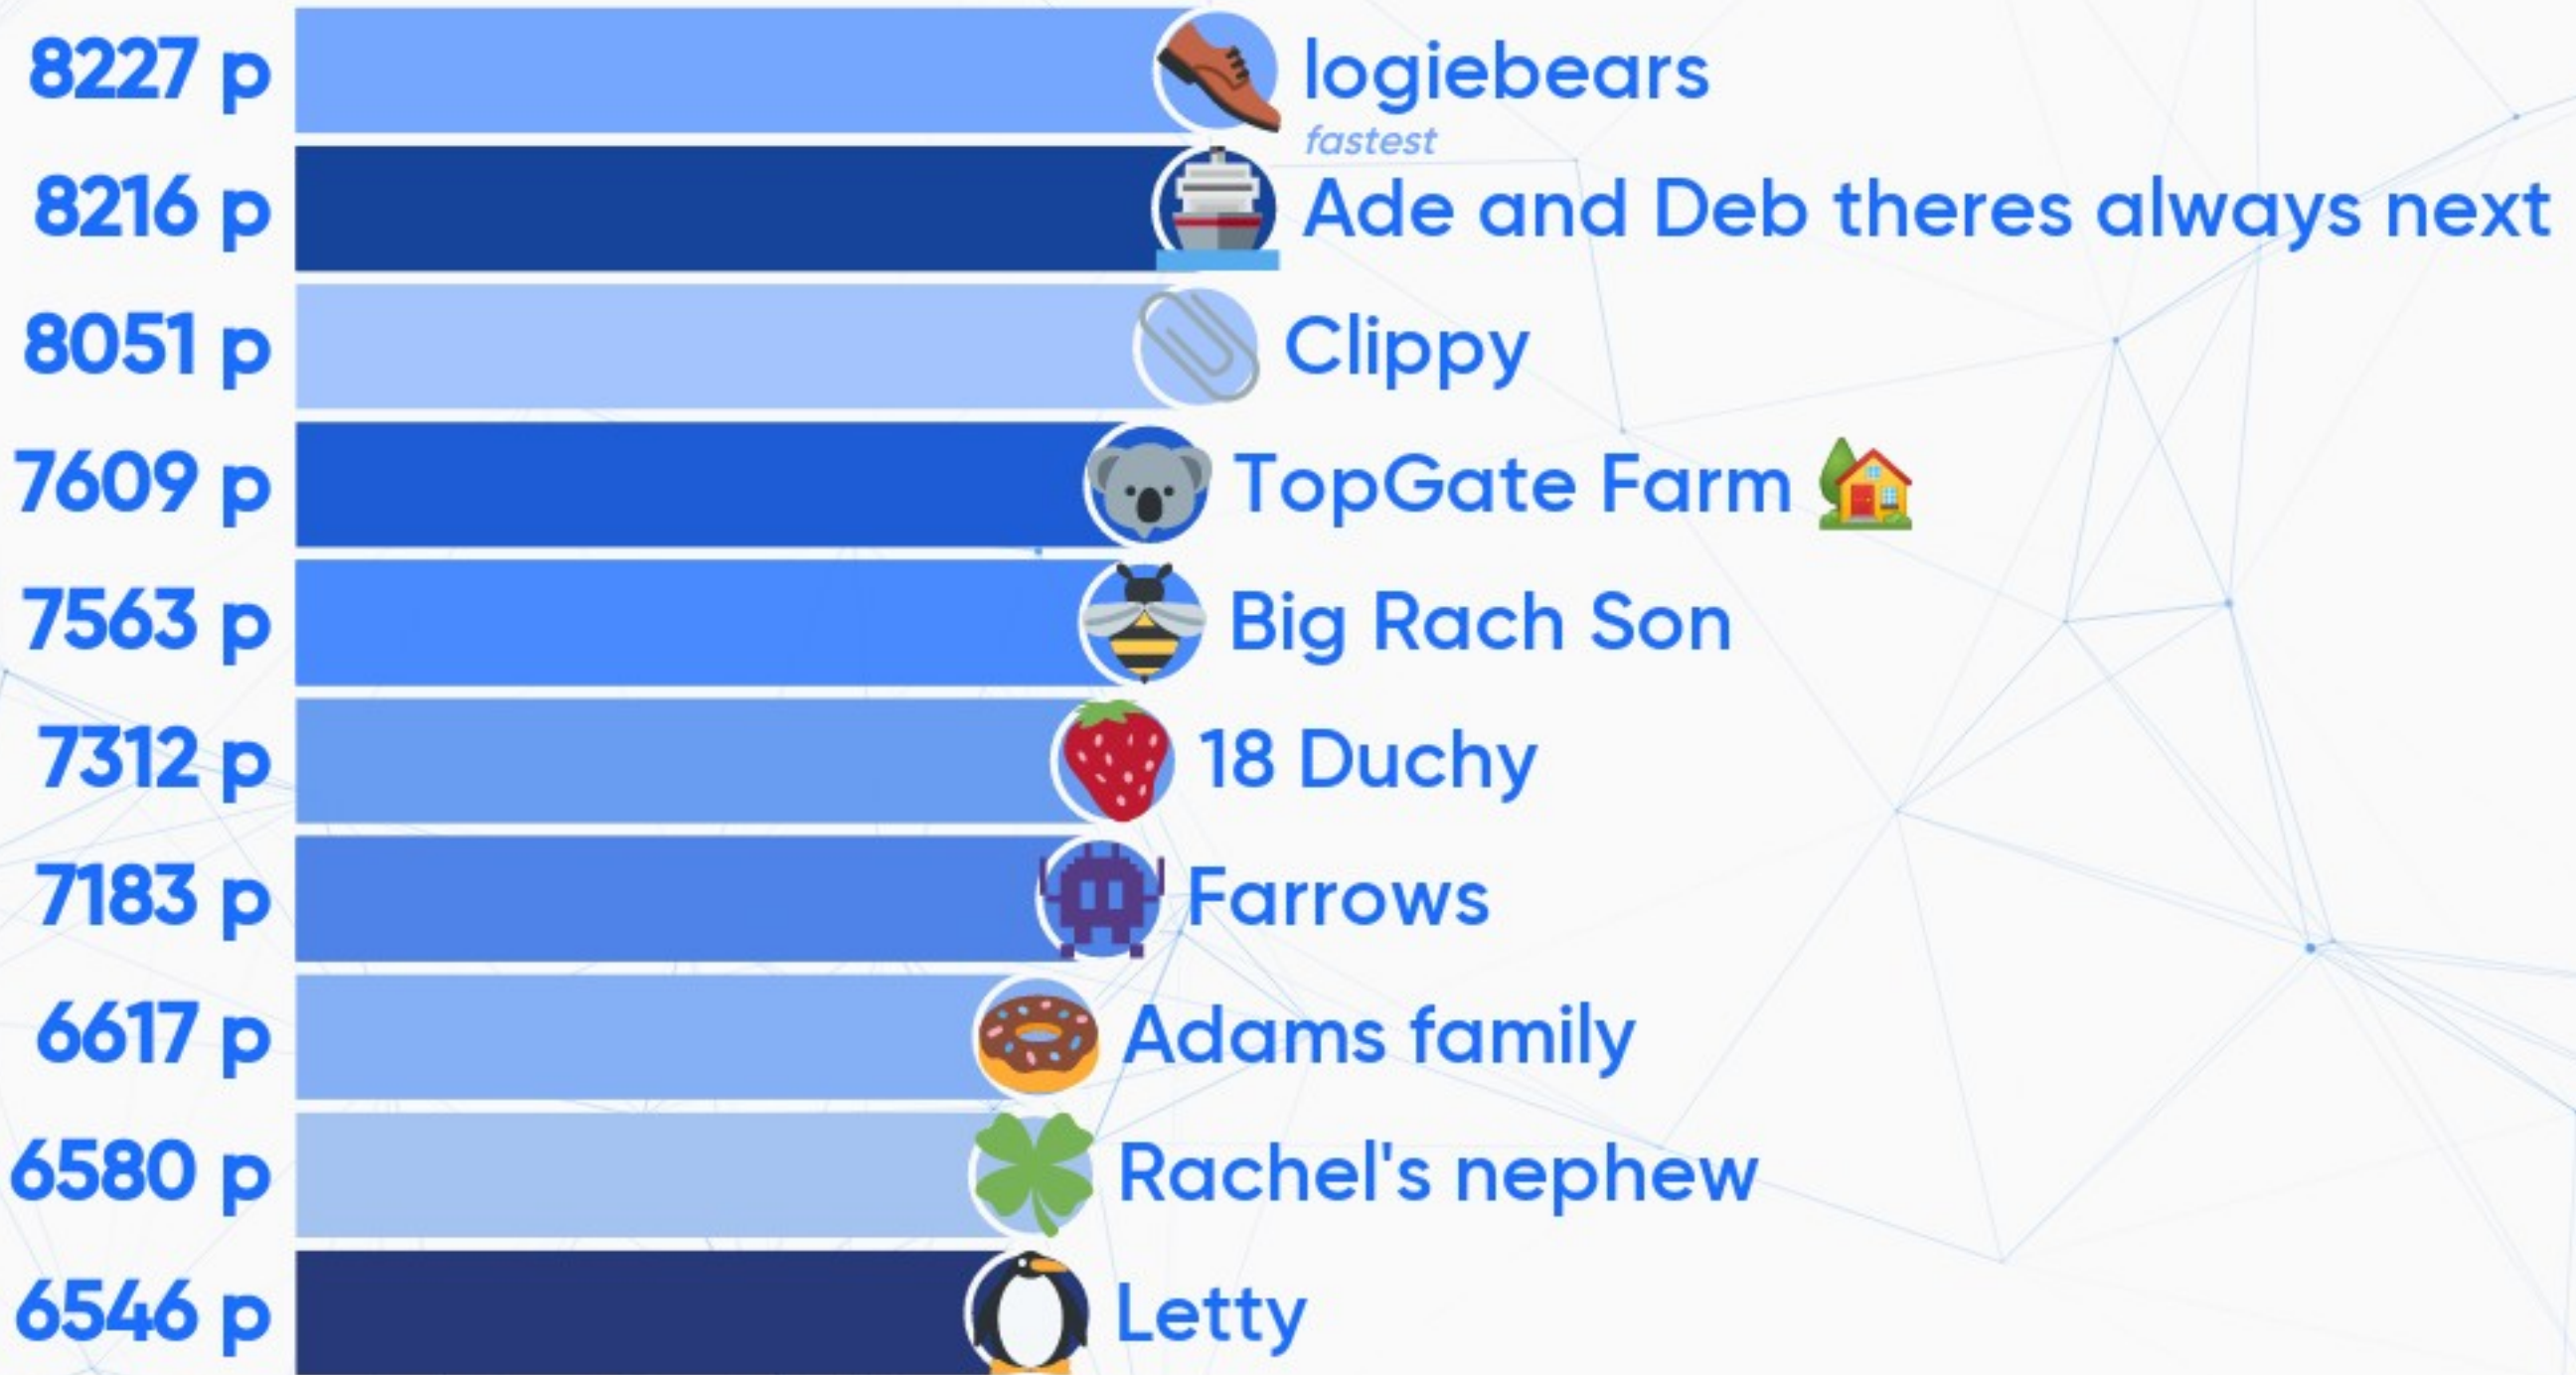 8227 p logiebears
fastest
8216 p Ade and Deb theres always next
8051 p Clippy
7609 p TopGate Farm 🏡
7563 p Big Rach Son
7312 p 18 Duchy
7183 p Farrows
6617 p Adams family
6580 p Rachel's nephew
6546 p Letty